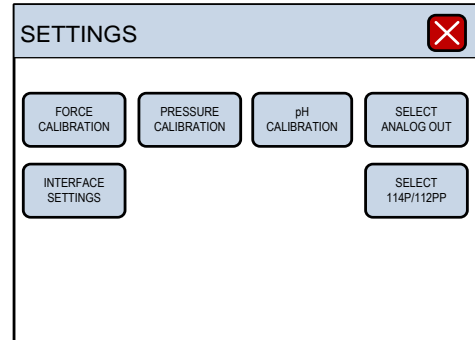 SETTINGS
FORCE
CALIBRATION
PRESSURE
CALIBRATION
pH
CALIBRATION
SELECT
ANALOG OUT
INTERFACE
SETTINGS
SELECT
114P/112PP